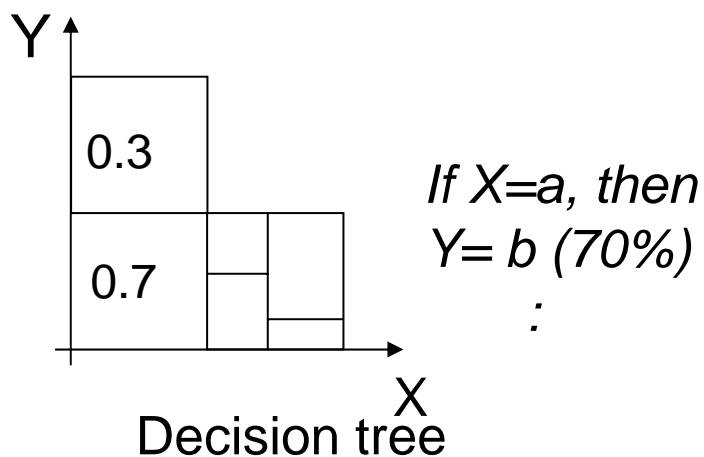 Y
0.3
0.7
If X=a, then
Y= b (70%)
:
X
Decision tree